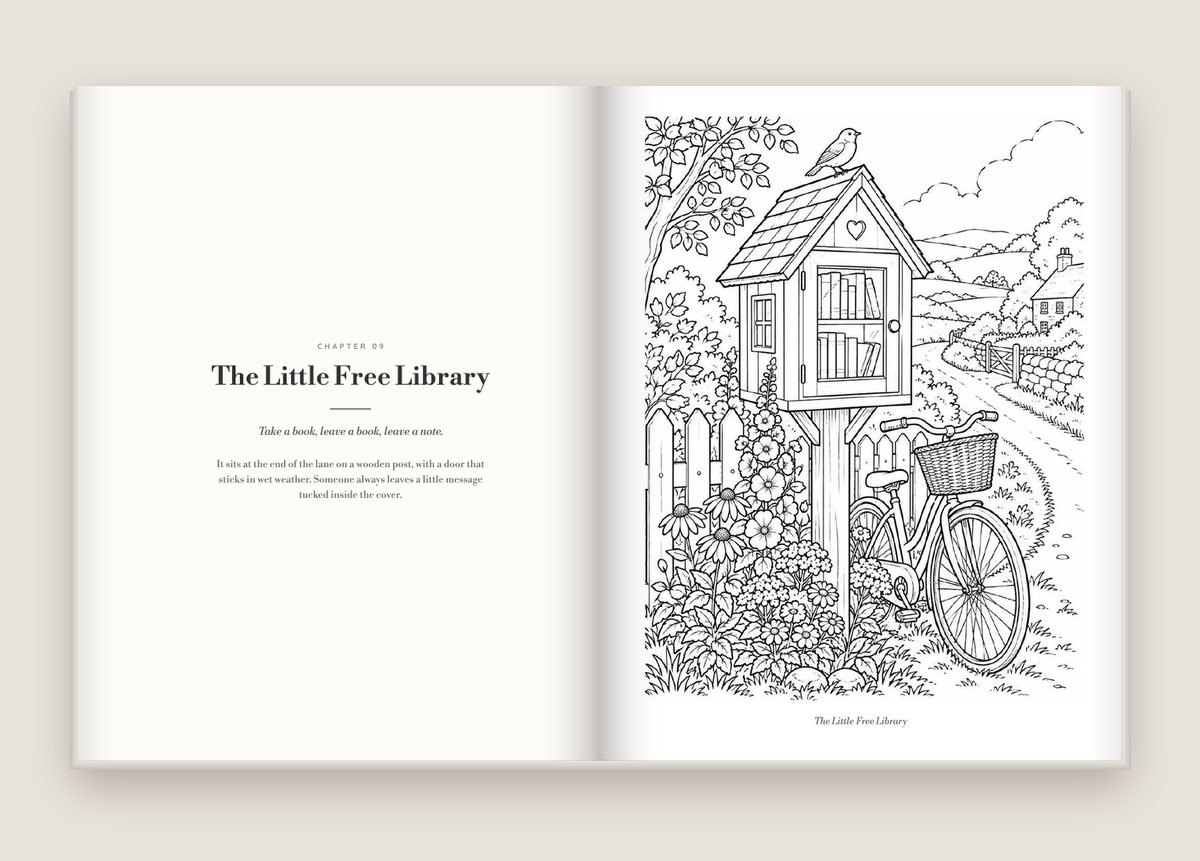 CHAPTER 09
The Little Free Library
Take a book, leave a book, leave a note.
It sits at the end of the lane on a wooden post, with a door that
sticks in wet weather. Someone always leaves a little message
tucked inside the cover.
The Little Free Library